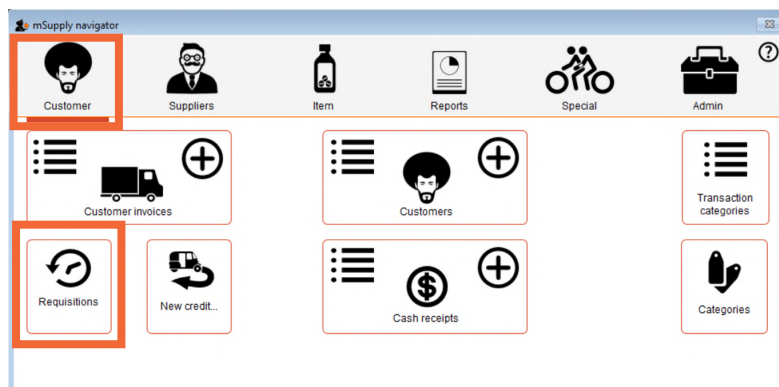 mSupply navigator
Customer
Suppliers
Item
Reports
Special
Admin
?
Customer invoices
Customers
Transaction
categories
Requisitions
New credit...
$
Cash receipts
Categories